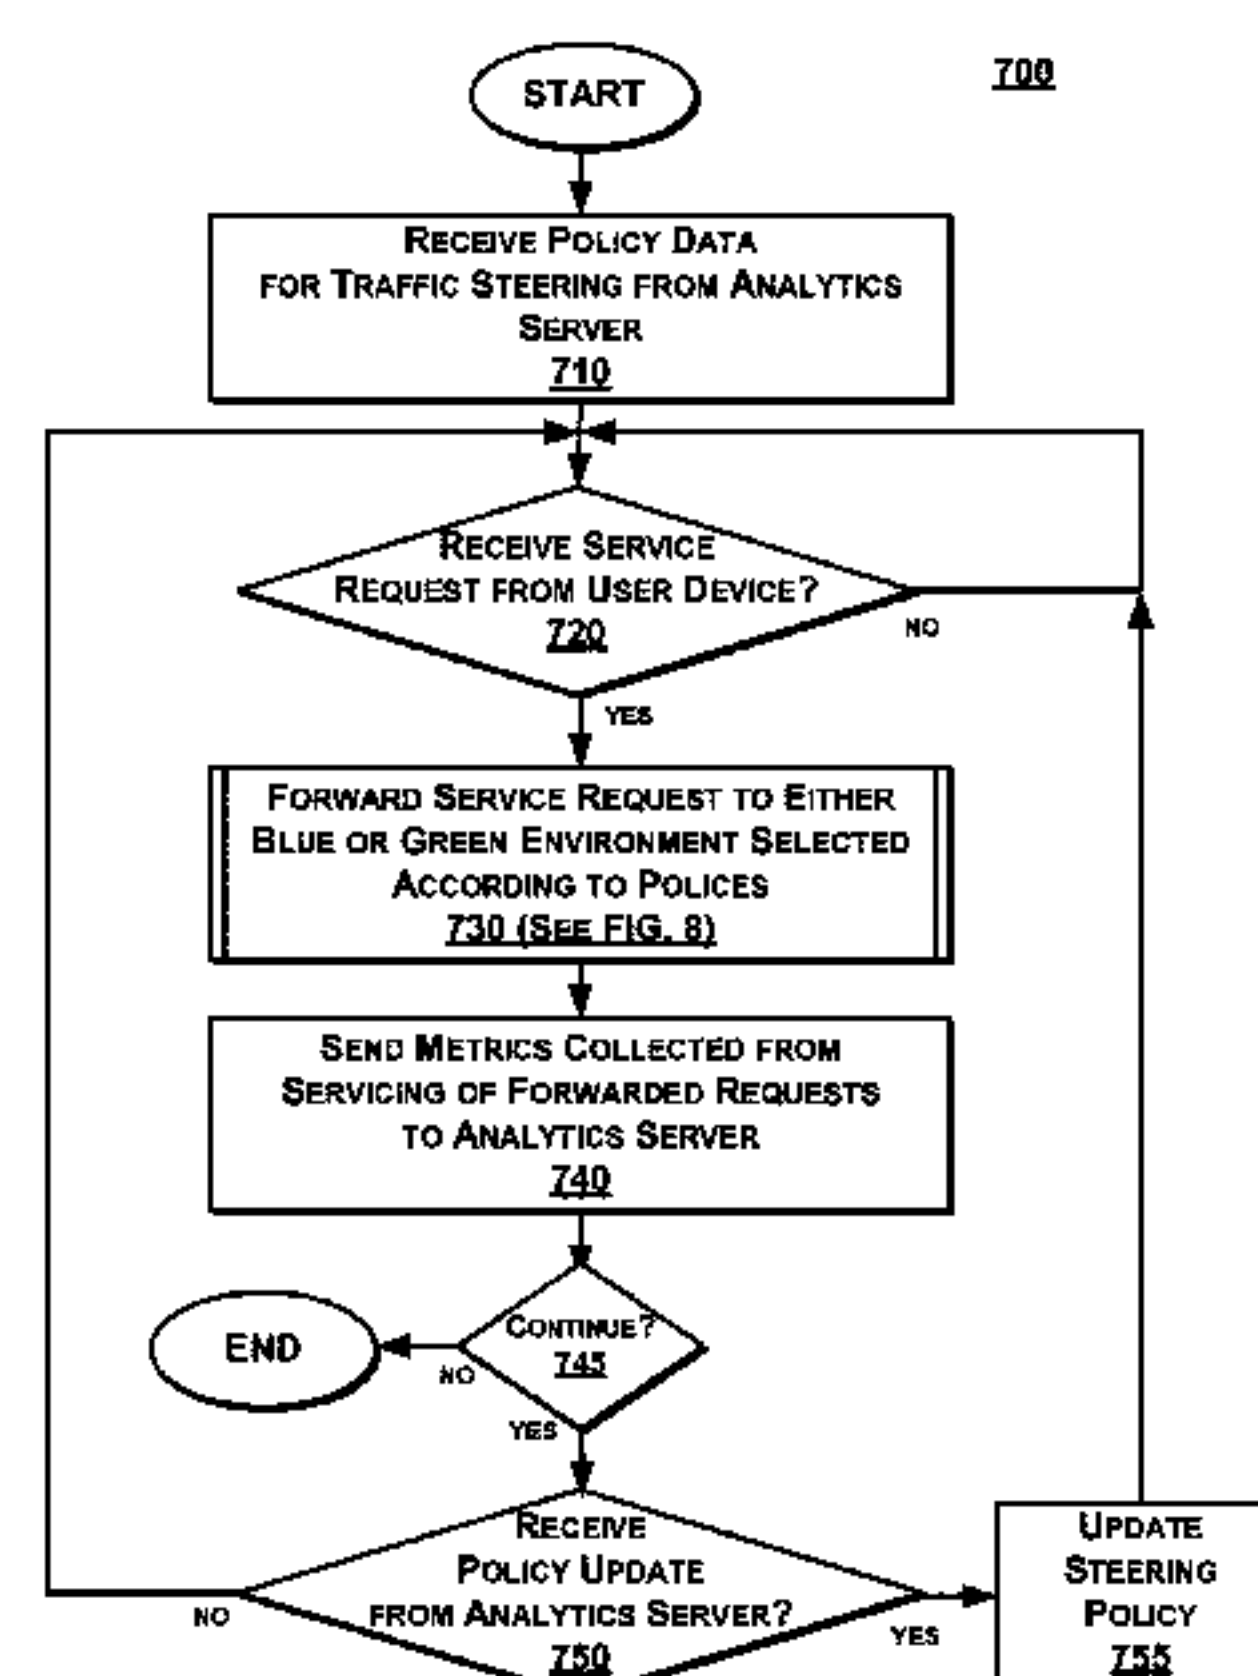 START
700
RECEIVE POLICY DATA
FOR TRAFFIC STEERING FROM ANALYTICS
SERVER
710
RECEIVE SERVICE
REQUEST FROM USER DEVICE?
720
NO
YES
FORWARD SERVICE REQUEST TO EITHER
BLUE OR GREEN ENVIRONMENT SELECTED
ACCORDING TO POLICES
730 (SEE FIG. 8)
SEND METRICS COLLECTED FROM
SERVICING OF FORWARDED REQUESTS
TO ANALYTICS SERVER
740
CONTINUE?
745
END
NO
YES
RECEIVE
POLICY UPDATE
FROM ANALYTICS SERVER?
750
NO
YES
UPDATE
STEERING
POLICY
755